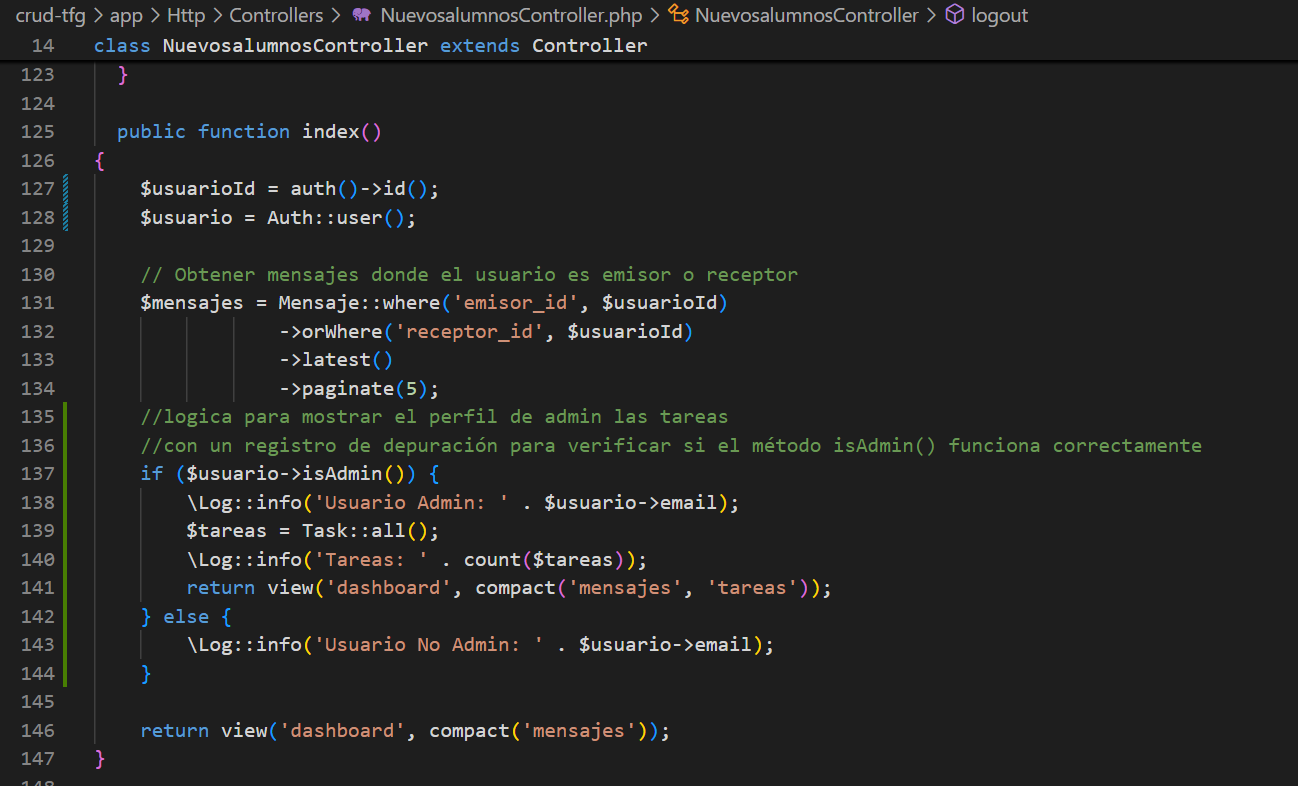 crud-tfg > app > Http > Controllers > NuevosalumnosController.php > NuevosalumnosController > logout
14 class NuevosalumnosController extends Controller
123 }
124
125 public function index()
126 {
127 $usuarioId = auth()->id();
128 $usuario = Auth::user();
129
130 // Obtener mensajes donde el usuario es emisor o receptor
131 $mensajes = Mensaje::where('emisor_id', $usuarioId)
132 ->orWhere('receptor_id', $usuarioId)
133 ->latest()
134 ->paginate(5);
135 //logica para mostrar el perfil de admin las tareas
136 //con un registro de depuración para verificar si el método isAdmin() funciona correctamente
137 if ($usuario->isAdmin()) {
138 \Log::info('Usuario Admin: ' . $usuario->email);
139 $tareas = Task::all();
140 \Log::info('Tareas: ' . count($tareas));
141 return view('dashboard', compact('mensajes', 'tareas'));
142 } else {
143 \Log::info('Usuario No Admin: ' . $usuario->email);
144 }
145
146 return view('dashboard', compact('mensajes'));
147 }
148